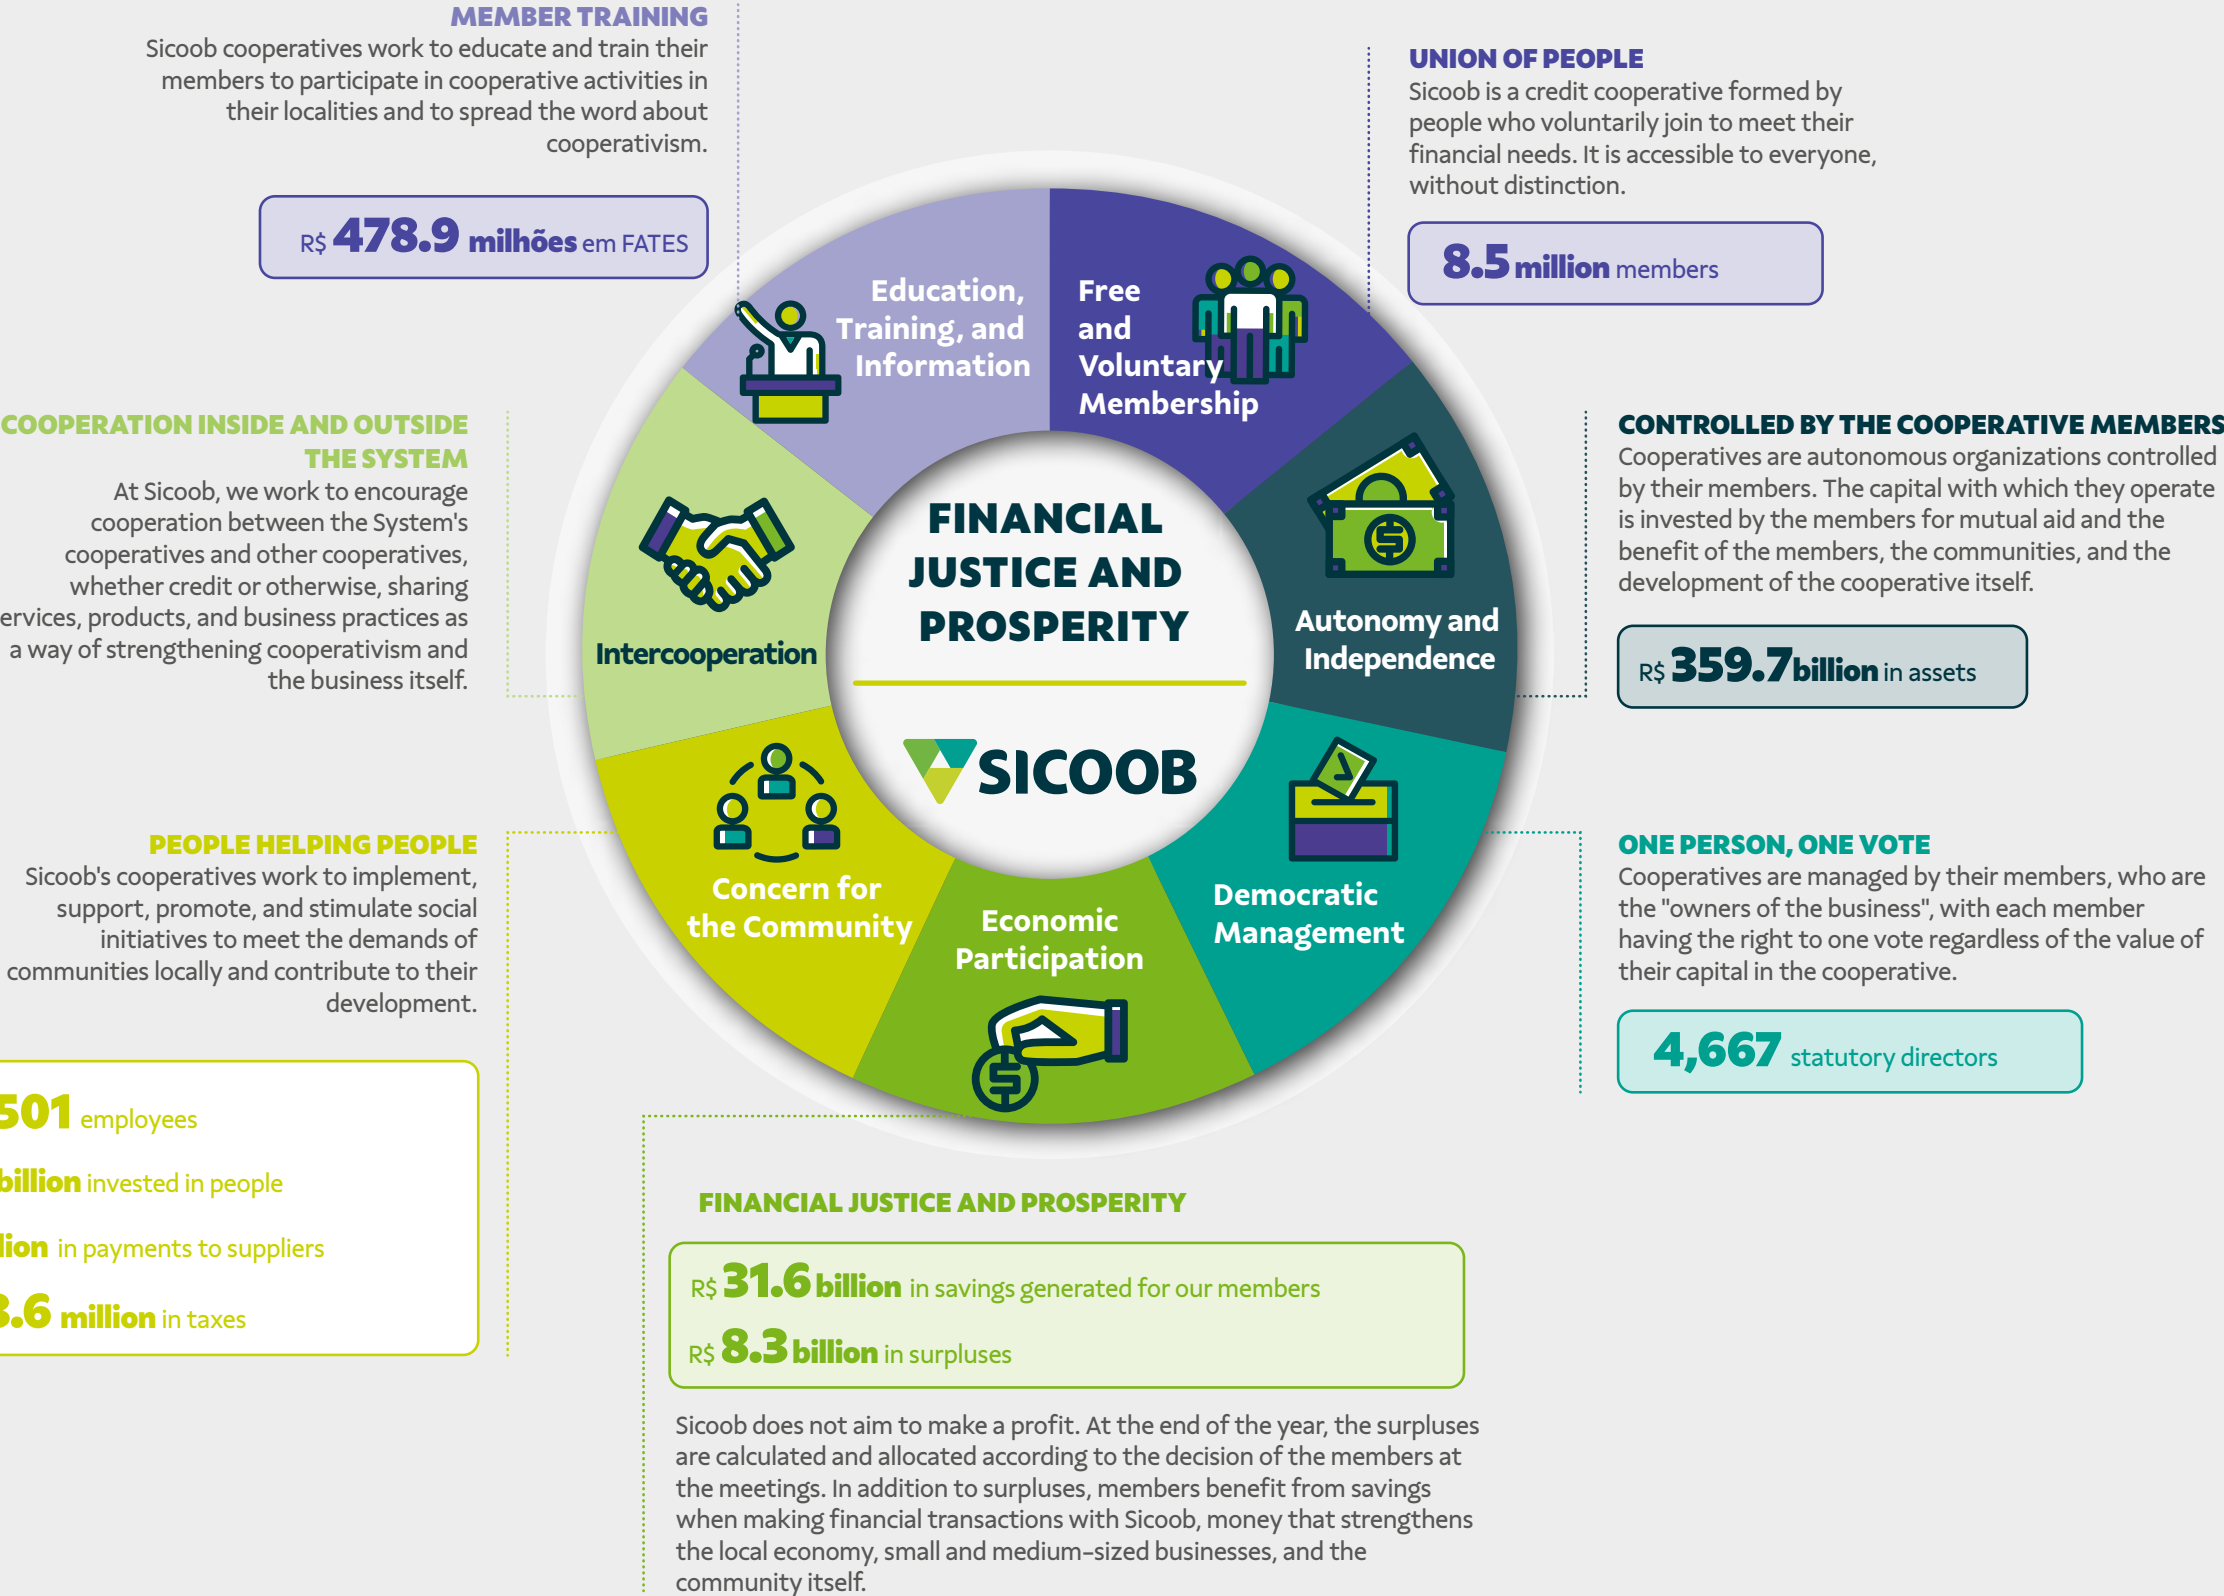 MEMBER TRAINING
Sicoob cooperatives work to educate and train their
members to participate in cooperative activities in
their localities and to spread the word about
cooperativism.
R$ 478.9 milhões em FATES
UNION OF PEOPLE
Sicoob is a credit cooperative formed by
people who voluntarily join to meet their
financial needs. It is accessible to everyone,
without distinction.
8.5 million members
Education,
Training, and
Information
Free
and
Voluntary
Membership
COOPERATION INSIDE AND OUTSIDE
THE SYSTEM
At Sicoob, we work to encourage
cooperation between the System's
cooperatives and other cooperatives,
whether credit or otherwise, sharing
ervices, products, and business practices as
a way of strengthening cooperativism and
the business itself.
Intercooperation
FINANCIAL
JUSTICE AND
PROSPERITY
SICOOB
Autonomy and
Independence
CONTROLLED BY THE COOPERATIVE MEMBERS
Cooperatives are autonomous organizations controlled
by their members. The capital with which they operate
is invested by the members for mutual aid and the
benefit of the members, the communities, and the
development of the cooperative itself.
R$ 359.7 billion in assets
PEOPLE HELPING PEOPLE
Sicoob's cooperatives work to implement,
support, promote, and stimulate social
initiatives to meet the demands of
communities locally and contribute to their
development.
501 employees
billion invested in people
lion in payments to suppliers
3.6 million in taxes
Concern for
the Community
Economic
Participation
Democratic
Management
ONE PERSON, ONE VOTE
Cooperatives are managed by their members, who are
the "owners of the business", with each member
having the right to one vote regardless of the value of
their capital in the cooperative.
4,667 statutory directors
FINANCIAL JUSTICE AND PROSPERITY
R$ 31.6 billion in savings generated for our members
R$ 8.3 billion in surpluses
Sicoob does not aim to make a profit. At the end of the year, the surpluses
are calculated and allocated according to the decision of the members at
the meetings. In addition to surpluses, members benefit from savings
when making financial transactions with Sicoob, money that strengthens
the local economy, small and medium-sized businesses, and the
community itself.